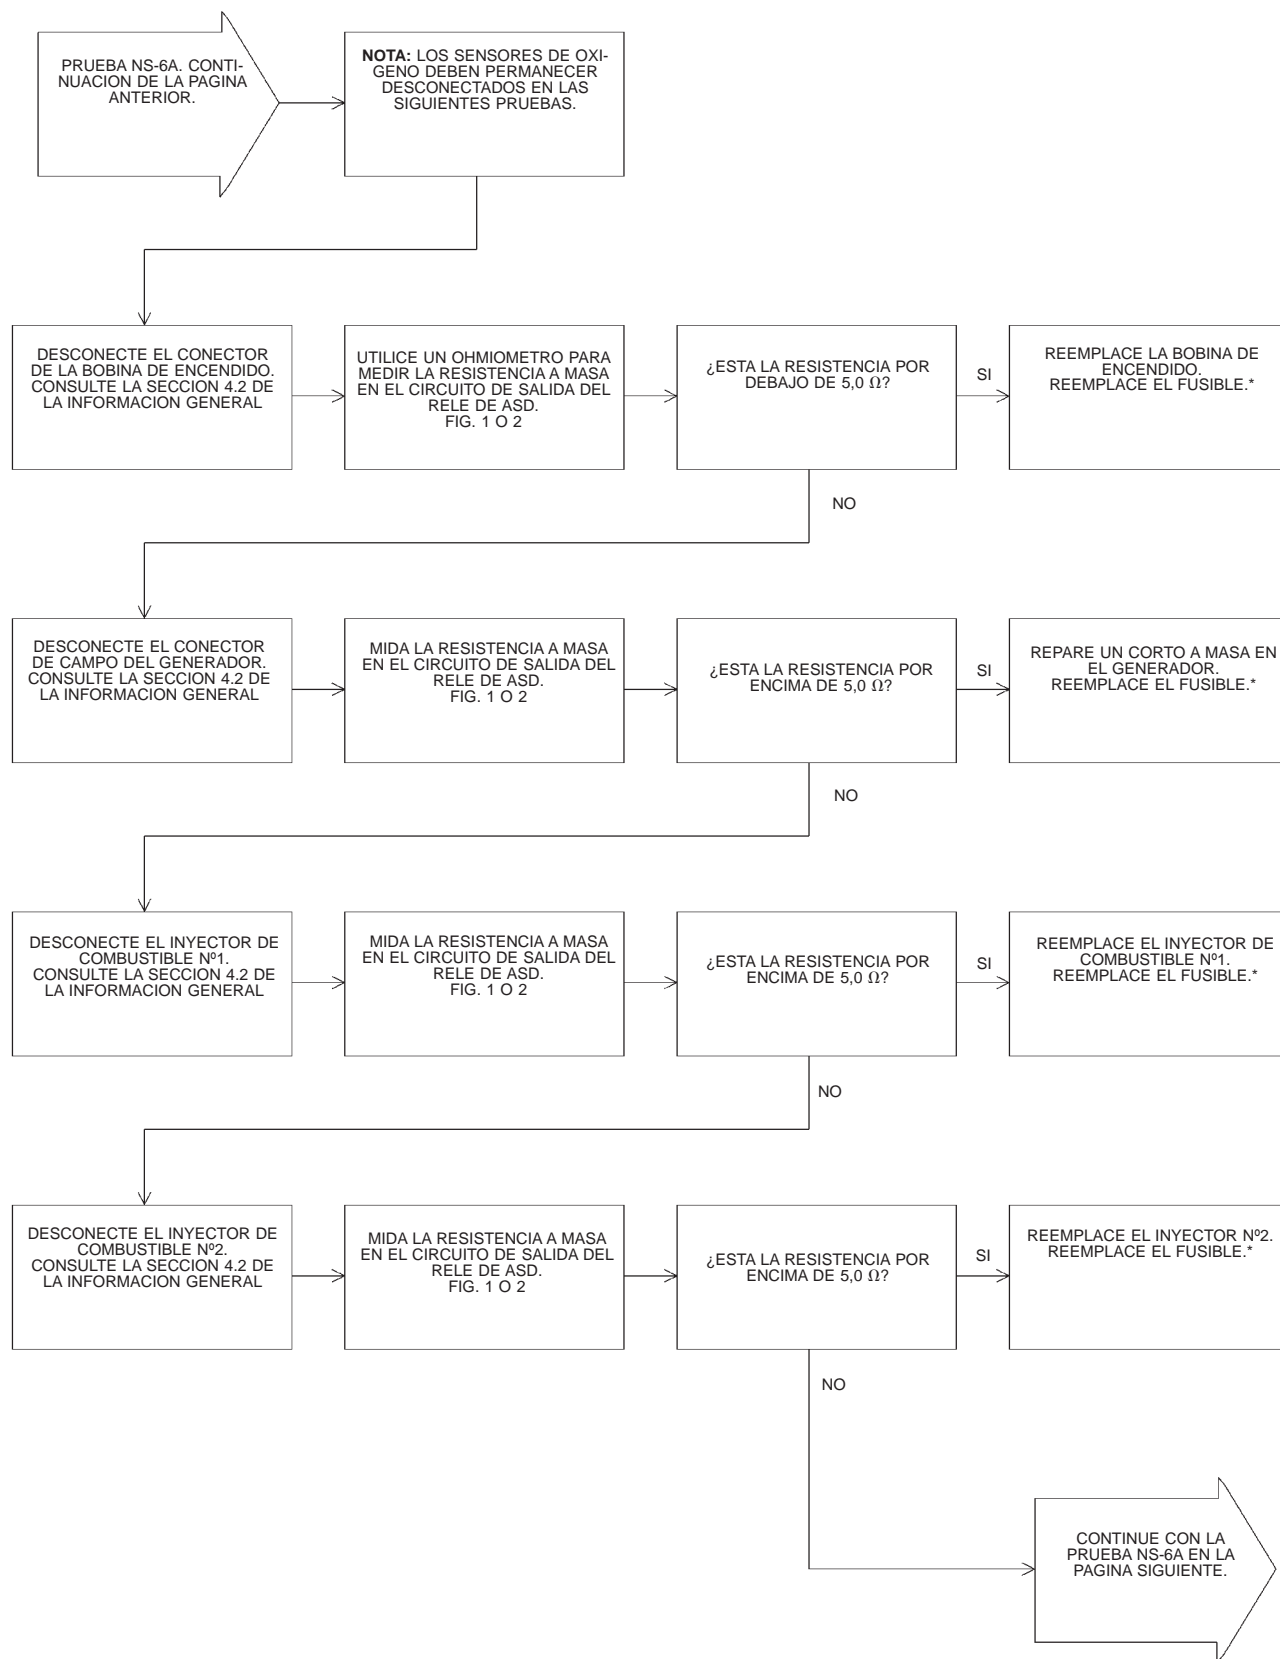 PRUEBA NS-6A. CONTI-
NUACION DE LA PAGINA
ANTERIOR.
NOTA: LOS SENSORES DE OXI-
GENO DEBEN PERMANECER
DESCONECTADOS EN LAS
SIGUIENTES PRUEBAS.
DESCONECTE EL CONECTOR
DE LA BOBINA DE ENCENDIDO.
CONSULTE LA SECCION 4.2 DE
LA INFORMACION GENERAL
UTILICE UN OHMIOMETRO PARA
MEDIR LA RESISTENCIA A MASA
EN EL CIRCUITO DE SALIDA DEL
RELE DE ASD.
FIG. 1 O 2
¿ESTA LA RESISTENCIA POR
DEBAJO DE 5,0 Ω?
SI
REEMPLACE LA BOBINA DE
ENCENDIDO.
REEMPLACE EL FUSIBLE.*
NO
DESCONECTE EL CONECTOR
DE CAMPO DEL GENERADOR.
CONSULTE LA SECCION 4.2 DE
LA INFORMACION GENERAL
MIDA LA RESISTENCIA A MASA
EN EL CIRCUITO DE SALIDA DEL
RELE DE ASD.
FIG. 1 O 2
¿ESTA LA RESISTENCIA POR
ENCIMA DE 5,0 Ω?
SI
REPARE UN CORTO A MASA EN
EL GENERADOR.
REEMPLACE EL FUSIBLE.*
NO
DESCONECTE EL INYECTOR DE
COMBUSTIBLE Nº1.
CONSULTE LA SECCION 4.2 DE
LA INFORMACION GENERAL
MIDA LA RESISTENCIA A MASA
EN EL CIRCUITO DE SALIDA DEL
RELE DE ASD.
FIG. 1 O 2
¿ESTA LA RESISTENCIA POR
ENCIMA DE 5,0 Ω?
SI
REEMPLACE EL INYECTOR DE
COMBUSTIBLE Nº1.
REEMPLACE EL FUSIBLE.*
NO
DESCONECTE EL INYECTOR DE
COMBUSTIBLE Nº2.
CONSULTE LA SECCION 4.2 DE
LA INFORMACION GENERAL
MIDA LA RESISTENCIA A MASA
EN EL CIRCUITO DE SALIDA DEL
RELE DE ASD.
FIG. 1 O 2
¿ESTA LA RESISTENCIA POR
ENCIMA DE 5,0 Ω?
SI
REEMPLACE EL INYECTOR Nº2.
REEMPLACE EL FUSIBLE.*
NO
CONTINUE CON LA
PRUEBA NS-6A EN LA
PAGINA SIGUIENTE.